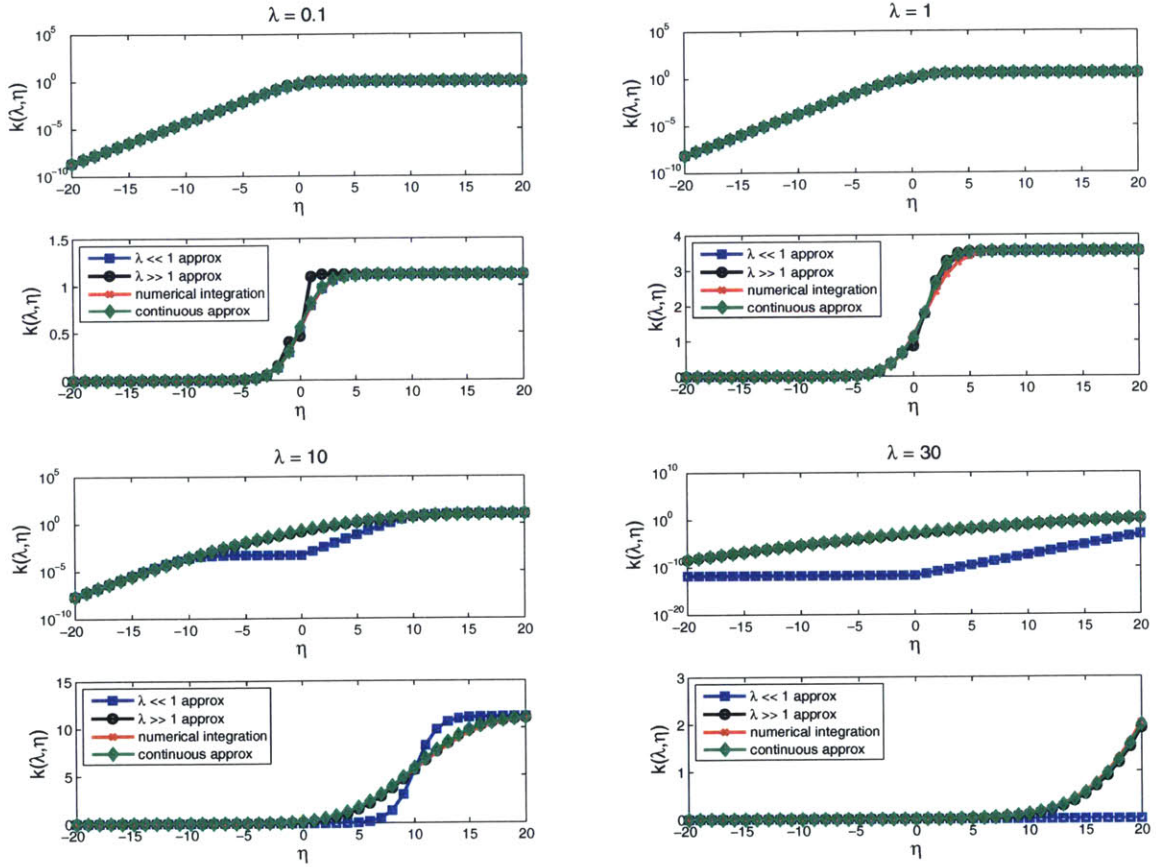 λ = 0.1
10^5
10^0
10^-5
10^-10
k(λ,η)
-20 -15 -10 -5 0 5 10 15 20
η
1.5
1
0.5
0
k(λ,η)
λ << 1 approx
λ >> 1 approx
numerical integration
continuous approx
-20 -15 -10 -5 0 5 10 15 20
η
λ = 1
10^5
10^0
10^-5
10^-10
k(λ,η)
-20 -15 -10 -5 0 5 10 15 20
η
4
3
2
1
0
k(λ,η)
λ << 1 approx
λ >> 1 approx
numerical integration
continuous approx
-20 -15 -10 -5 0 5 10 15 20
η
λ = 10
10^5
10^0
10^-5
10^-10
k(λ,η)
-20 -15 -10 -5 0 5 10 15 20
η
15
10
5
0
k(λ,η)
λ << 1 approx
λ >> 1 approx
numerical integration
continuous approx
-20 -15 -10 -5 0 5 10 15 20
η
λ = 30
10^10
10^0
10^-10
10^-20
k(λ,η)
-20 -15 -10 -5 0 5 10 15 20
η
3
2
1
0
k(λ,η)
λ << 1 approx
λ >> 1 approx
numerical integration
continuous approx
-20 -15 -10 -5 0 5 10 15 20
η